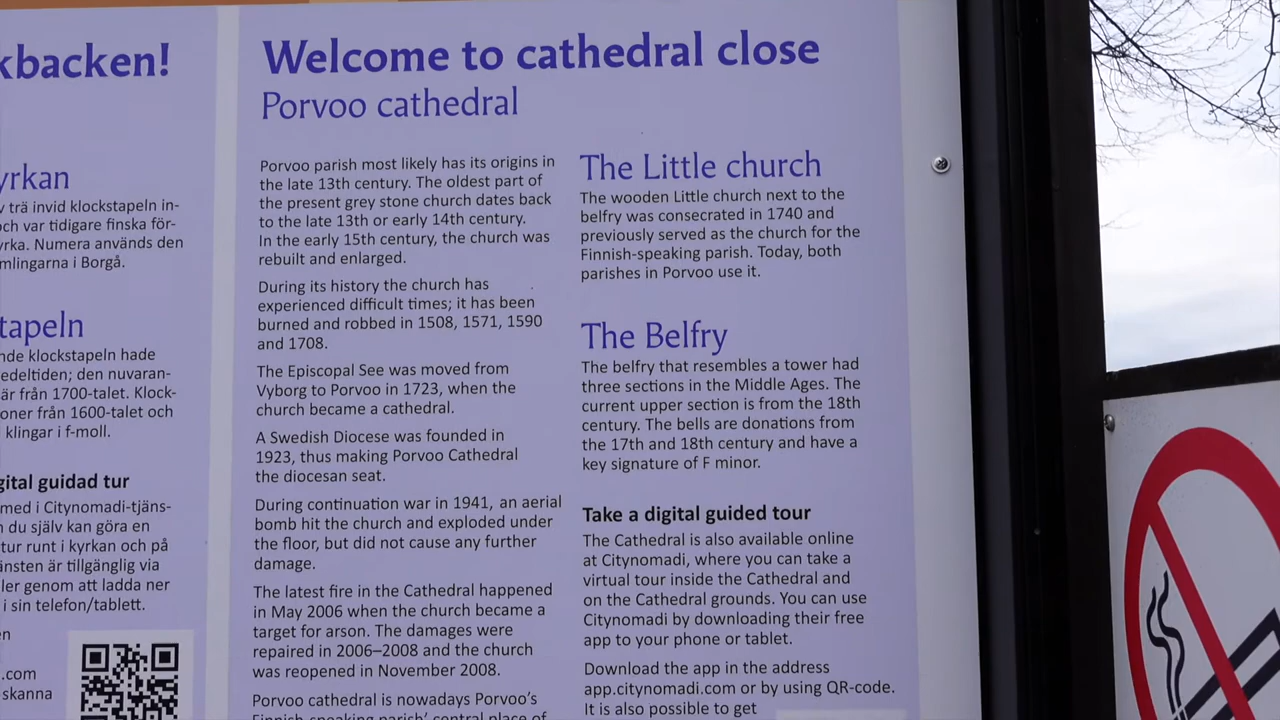 kbacken!
yrkan
v trä invid klockstapeln in-
och var tidigare finska för-
yrka. Numera används den
mlingarna i Borgå.
tapeln
nde klockstapeln hade
edeltiden; den nuvaran-
är från 1700-talet. Klock-
oner från 1600-talet och
klingar i f-moll.
gital guidad tur
med i Citynomadi-tjäns-
n du själv kan göra en
tur runt i kyrkan och på
änsten är tillgänglig via
ler genom att ladda ner
i sin telefon/tablett.
en
.com
skanna
Welcome to cathedral close
Porvoo cathedral
Porvoo parish most likely has its origins in
the late 13th century. The oldest part of
the present grey stone church dates back
to the late 13th or early 14th century.
In the early 15th century, the church was
rebuilt and enlarged.
During its history the church has
experienced difficult times; it has been
burned and robbed in 1508, 1571, 1590
and 1708.
The Episcopal See was moved from
Vyborg to Porvoo in 1723, when the
church became a cathedral.
A Swedish Diocese was founded in
1923, thus making Porvoo Cathedral
the diocesan seat.
During continuation war in 1941, an aerial
bomb hit the church and exploded under
the floor, but did not cause any further
damage.
The latest fire in the Cathedral happened
in May 2006 when the church became a
target for arson. The damages were
repaired in 2006–2008 and the church
was reopened in November 2008.
Porvoo cathedral is nowadays Porvoo's
Finnish-speaking parish' central place of
The Little church
The wooden Little church next to the
belfry was consecrated in 1740 and
previously served as the church for the
Finnish-speaking parish. Today, both
parishes in Porvoo use it.
The Belfry
The belfry that resembles a tower had
three sections in the Middle Ages. The
current upper section is from the 18th
century. The bells are donations from
the 17th and 18th century and have a
key signature of F minor.
Take a digital guided tour
The Cathedral is also available online
at Citynomadi, where you can take a
virtual tour inside the Cathedral and
on the Cathedral grounds. You can use
Citynomadi by downloading their free
app to your phone or tablet.
Download the app in the address
app.citynomadi.com or by using QR-code.
It is also possible to get